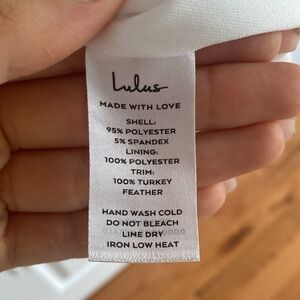 Lulus
MADE WITH LOVE
SHELL:
95% POLYESTER
5% SPANDEX
LINING:
100% POLYESTER
TRIM:
100% TURKEY
FEATHER
HAND WASH COLD
DO NOT BLEACH
LINE DRY
IRON LOW HEAT